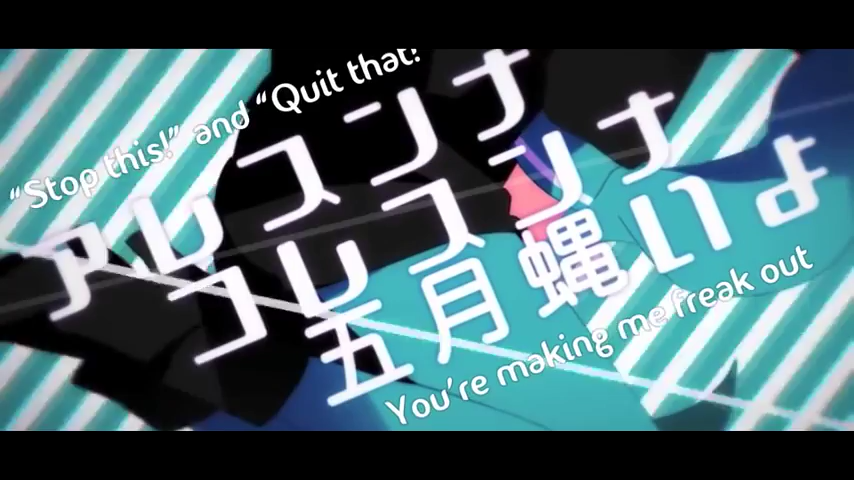 “Stop this!” and “Quit that!
アレスンナ
コレスンナ
五月蝿いよ
You’re making me freak out